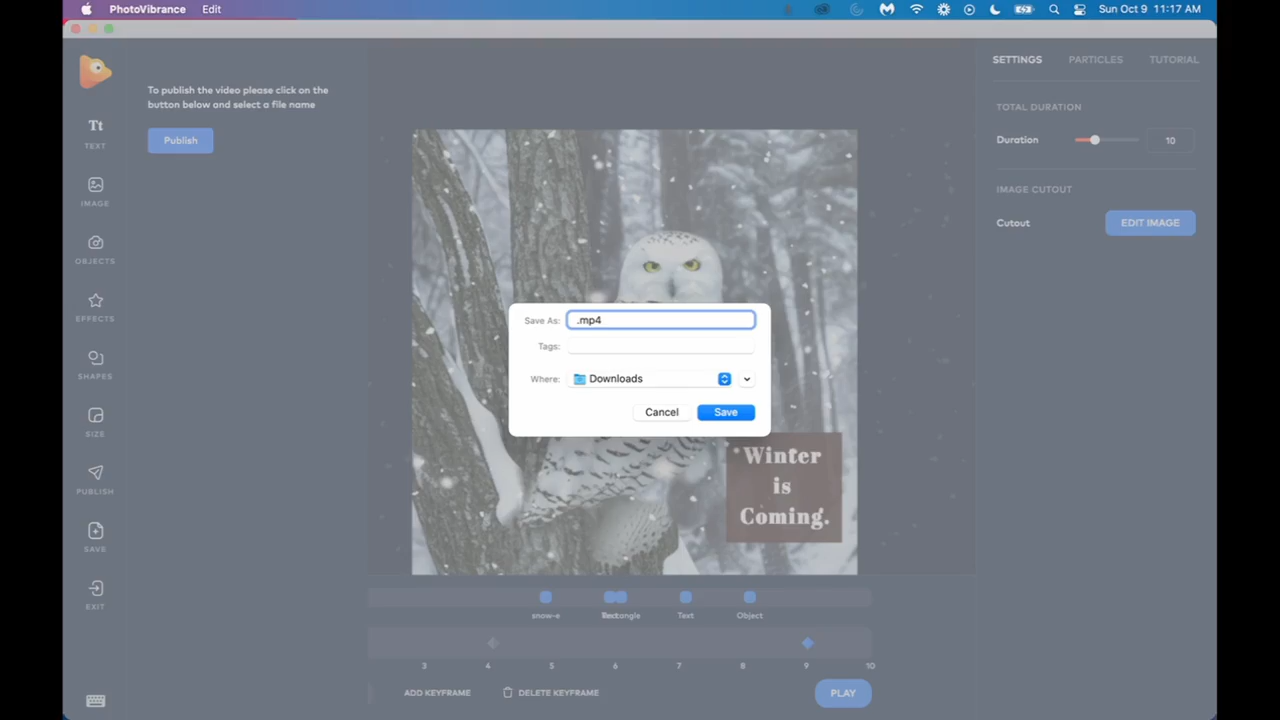 PhotoVibrance Edit Sun Oct 9 11:17 AM
SETTINGS PARTICLES TUTORIAL
To publish the video please click on the
button below and select a file name
Publish
Tt
TEXT
IMAGE
OBJECTS
EFFECTS
SHAPES
SIZE
PUBLISH
SAVE
EXIT
TOTAL DURATION
Duration 10
IMAGE CUTOUT
Cutout EDIT IMAGE
Save As: .mp4
Tags:
Where: Downloads
Cancel Save
Winter
is
Coming.
snow-e Rectangle Text Object
3 4 5 6 7 8 9 10
ADD KEYFRAME DELETE KEYFRAME PLAY